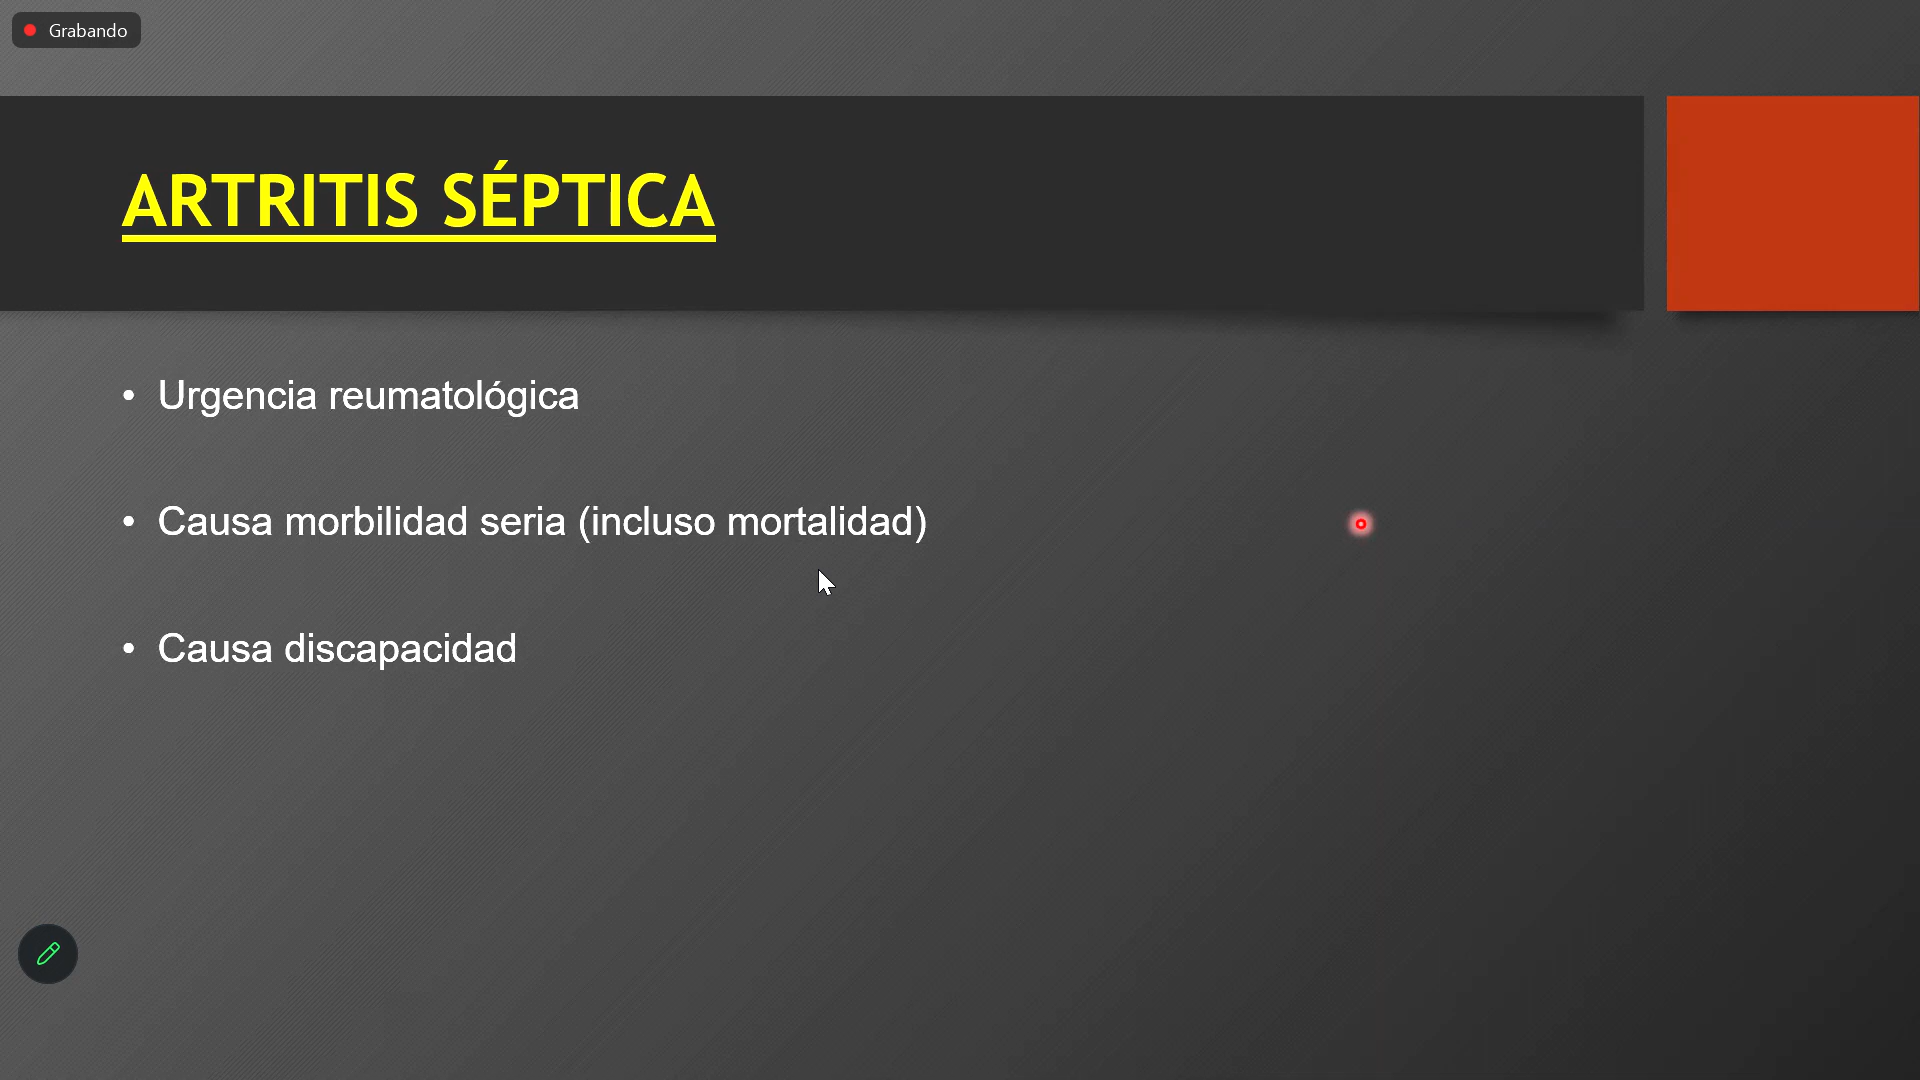 Grabando
ARTRITIS SÉPTICA
• Urgencia reumatológica
• Causa morbilidad seria (incluso mortalidad)
• Causa discapacidad